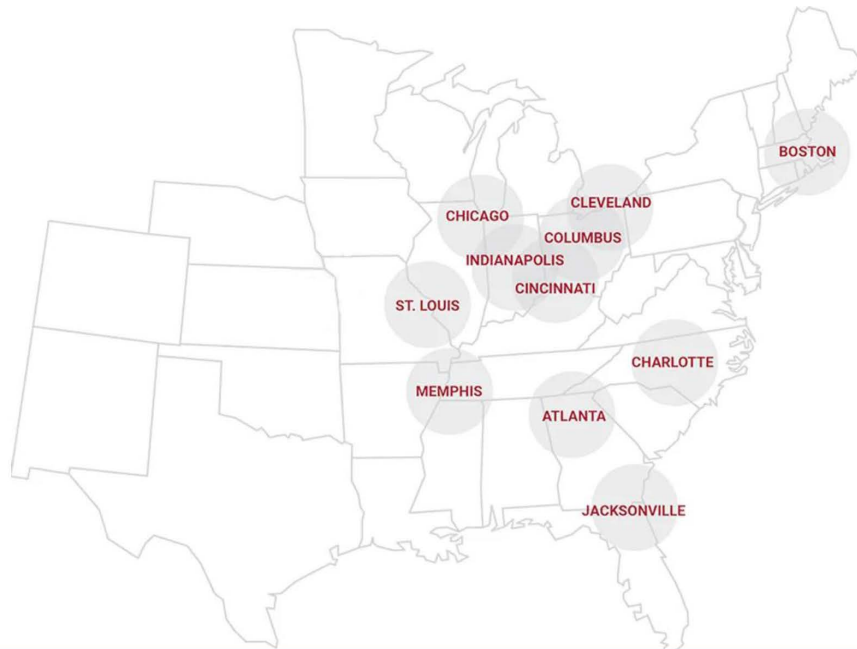 BOSTON
CLEVELAND
CHICAGO
COLUMBUS
INDIANAPOLIS
CINCINNATI
ST. LOUIS
CHARLOTTE
MEMPHIS
ATLANTA
JACKSONVILLE